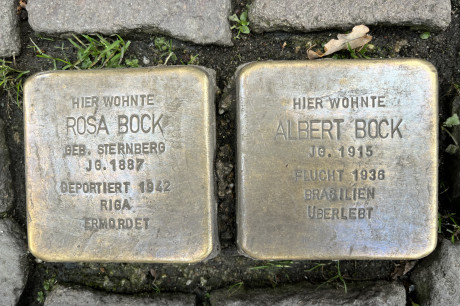 HIER WOHNTE
ROSA BOCK
GEB. STERNBERG
JG. 1887
DEPORTIERT 1942
RIGA
ERMORDET
HIER WOHNTE
ALBERT BOCK
JG. 1915
FLUCHT 1936
BRASILIEN
ÜBERLEBT